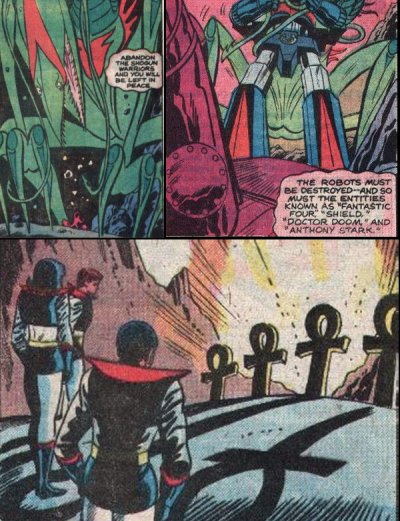 ABANDON
THE SHOGUN
WARRIORS
AND YOU WILL
BE LEFT IN
PEACE.
THE ROBOTS MUST
BE DESTROYED--AND SO
MUST THE ENTITIES
KNOWN AS "FANTASTIC
FOUR," "SHIELD,"
"DOCTOR DOOM," AND
"ANTHONY STARK."